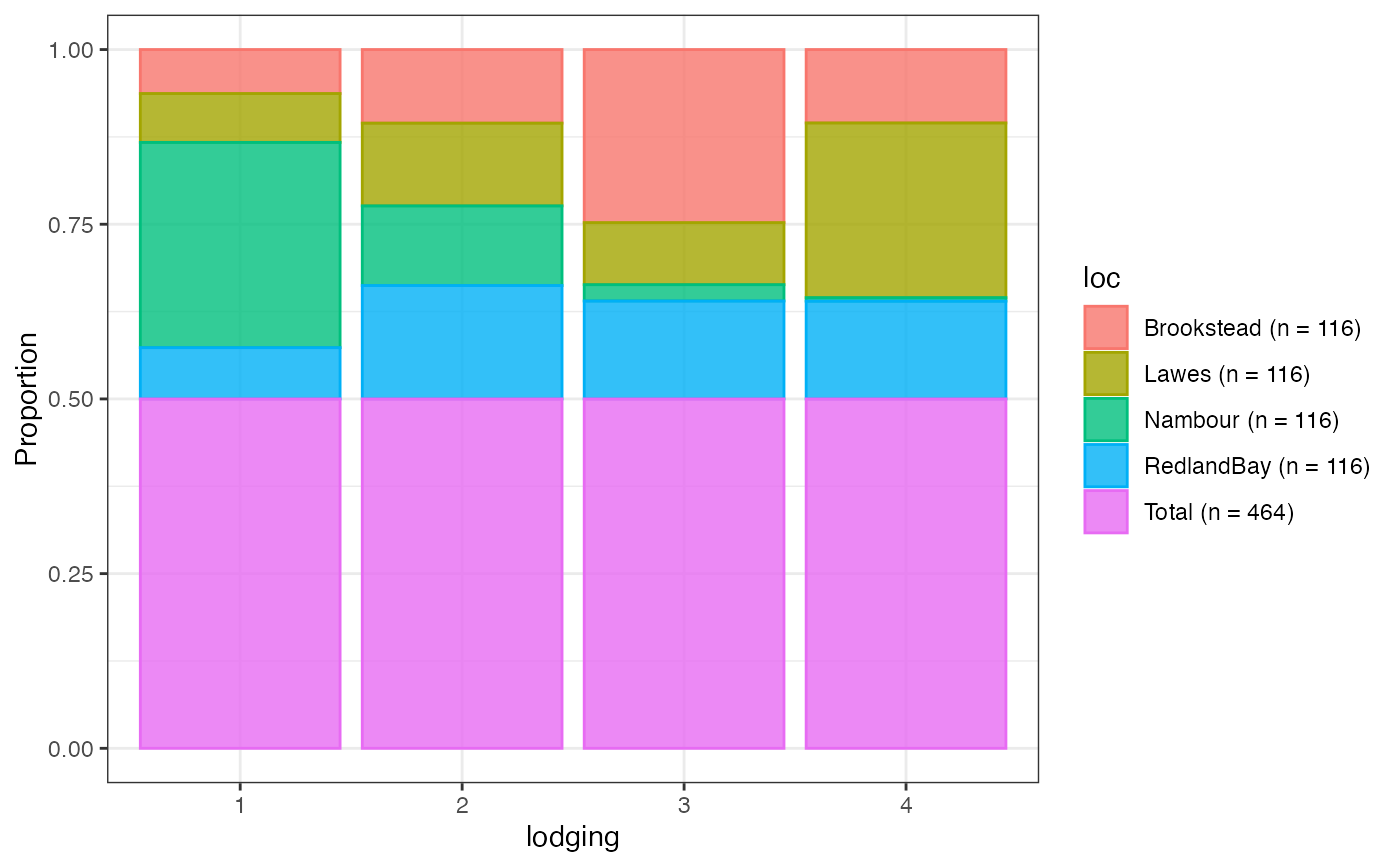 1.00
0.75
0.50
0.25
0.00
Proportion
1 2 3 4
lodging
loc
Brookstead (n = 116)
Lawes (n = 116)
Nambour (n = 116)
RedlandBay (n = 116)
Total (n = 464)